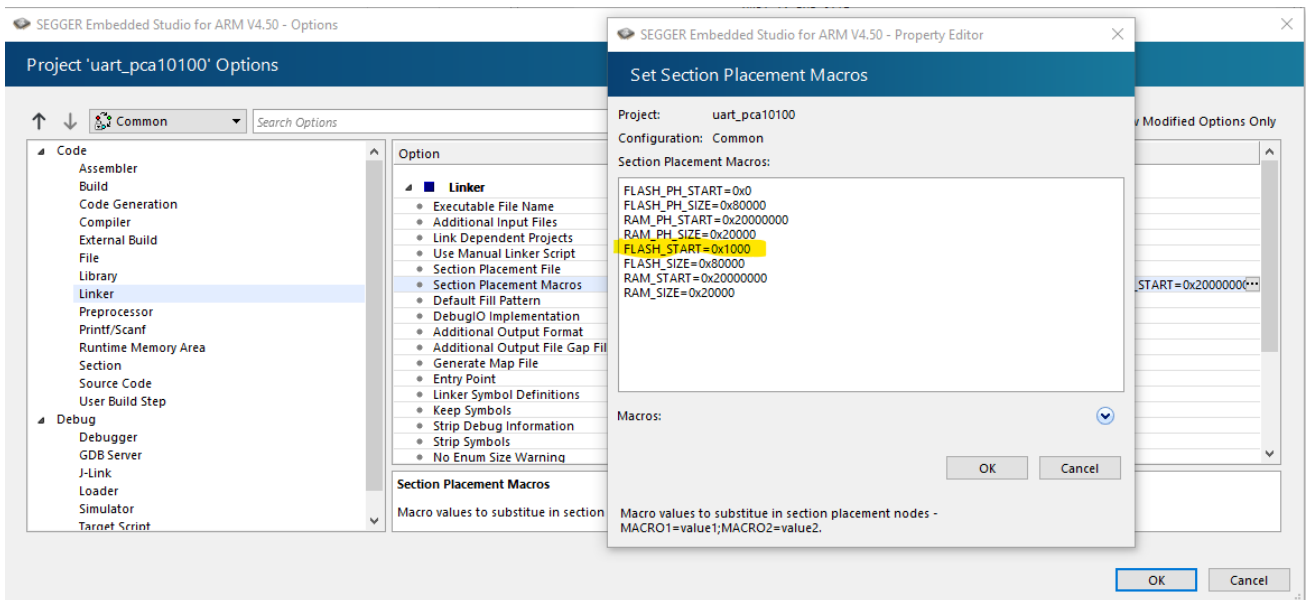 SEGGER Embedded Studio for ARM V4.50 - Options
Project 'uart_pca10100' Options
Common
Search Options
Modified Options Only
Code
Assembler
Build
Code Generation
Compiler
External Build
File
Library
Linker
Preprocessor
Printf/Scanf
Runtime Memory Area
Section
Source Code
User Build Step
Debug
Debugger
GDB Server
J-Link
Loader
Simulator
Target Script
Option
Linker
Executable File Name
Additional Input Files
Link Dependent Projects
Use Manual Linker Script
Section Placement File
Section Placement Macros
_START=0x2000000(...
Default Fill Pattern
DebugIO Implementation
Additional Output Format
Additional Output File Gap Fil
Generate Map File
Entry Point
Linker Symbol Definitions
Keep Symbols
Strip Debug Information
Strip Symbols
No Enum Size Warning
Section Placement Macros
Macro values to substitue in section
OK
Cancel
SEGGER Embedded Studio for ARM V4.50 - Property Editor
Set Section Placement Macros
Project: uart_pca10100
Configuration: Common
Section Placement Macros:
FLASH_PH_START=0x0
FLASH_PH_SIZE=0x80000
RAM_PH_START=0x20000000
RAM_PH_SIZE=0x20000
FLASH_START=0x1000
FLASH_SIZE=0x80000
RAM_START=0x20000000
RAM_SIZE=0x20000
Macros:
OK
Cancel
Macro values to substitue in section placement nodes -
MACRO1=value1;MACRO2=value2.